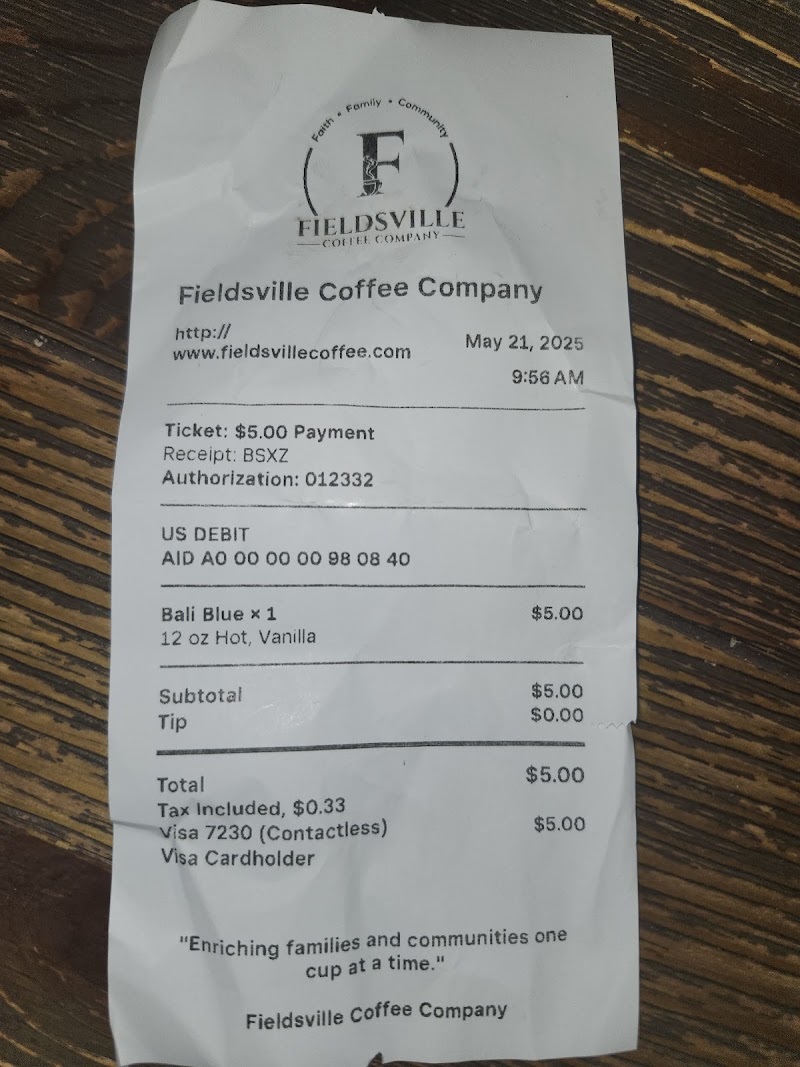 Faith • Family • Community
F
FIELDSVILLE
COFFEE COMPANY
Fieldsville Coffee Company
http://
www.fieldsvillecoffee.com
May 21, 2025
9:56 AM
Ticket: $5.00 Payment
Receipt: BSXZ
Authorization: 012332
US DEBIT
AID A0 00 00 00 98 08 40
Bali Blue × 1 $5.00
12 oz Hot, Vanilla
Subtotal $5.00
Tip $0.00
Total $5.00
Tax Included, $0.33
Visa 7230 (Contactless) $5.00
Visa Cardholder
"Enriching families and communities one
cup at a time."
Fieldsville Coffee Company